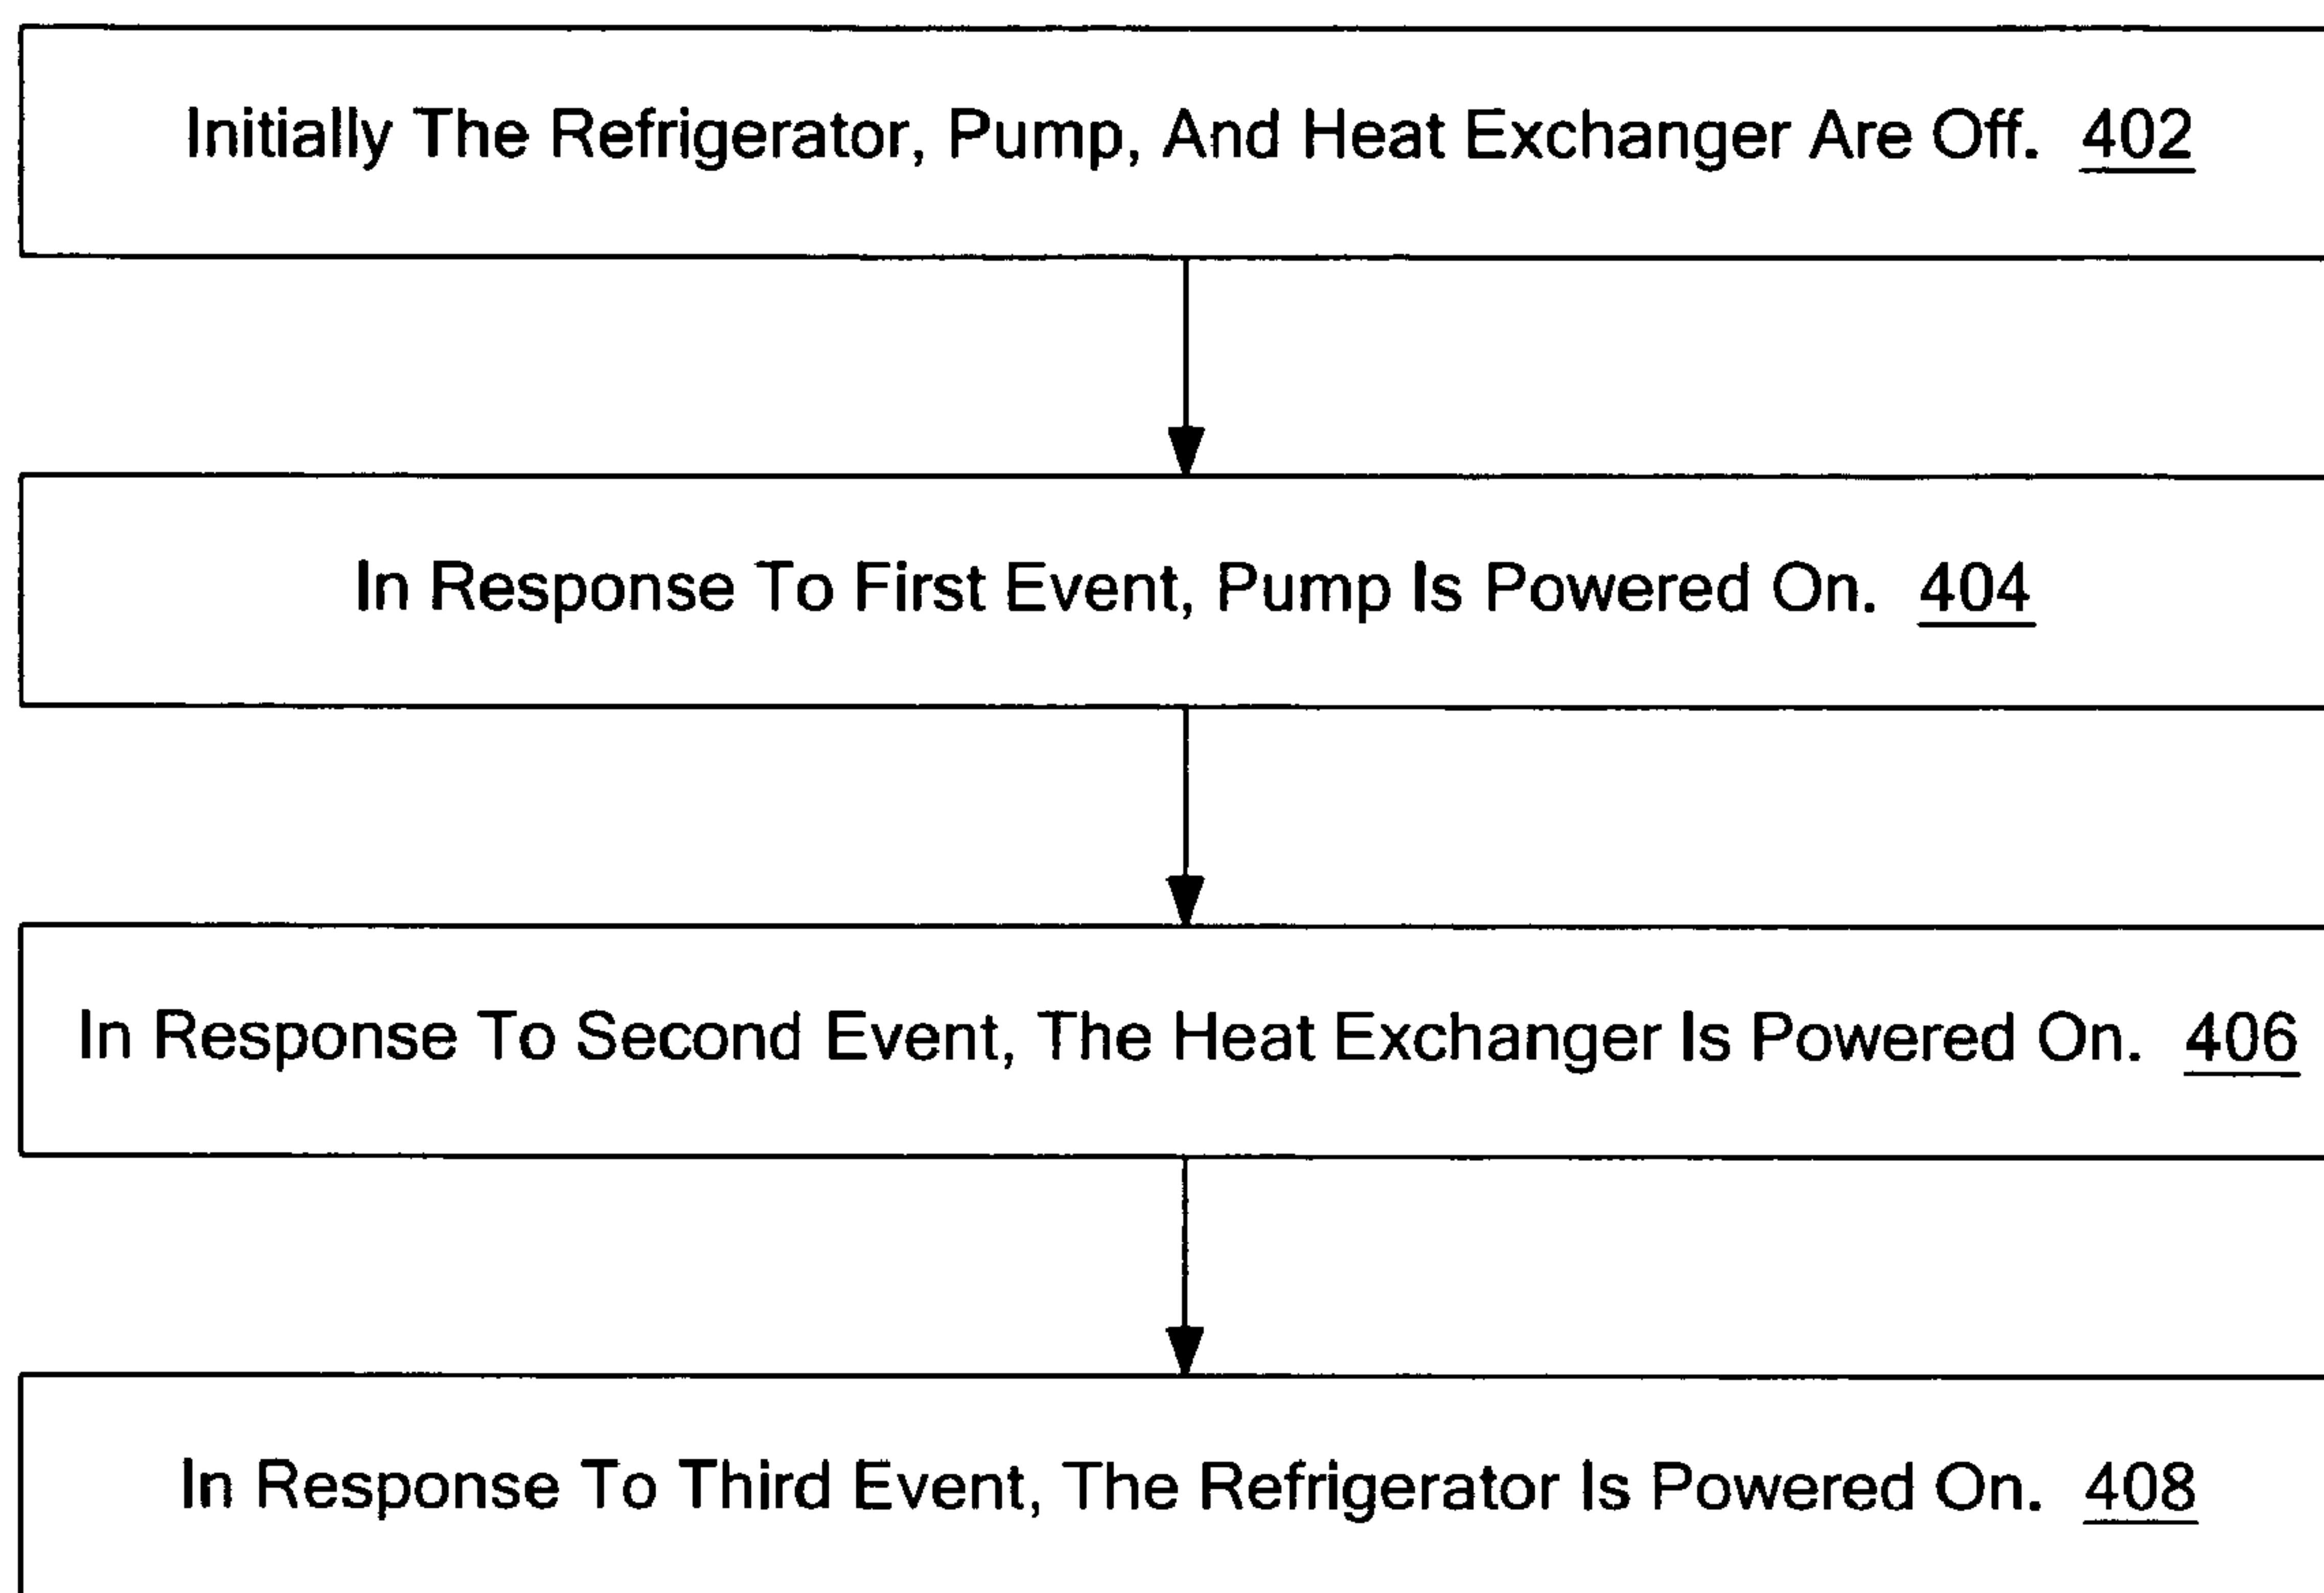 Initially The Refrigerator, Pump, And Heat Exchanger Are Off. 402
In Response To First Event, Pump Is Powered On. 404
In Response To Second Event, The Heat Exchanger Is Powered On. 406
In Response To Third Event, The Refrigerator Is Powered On. 408